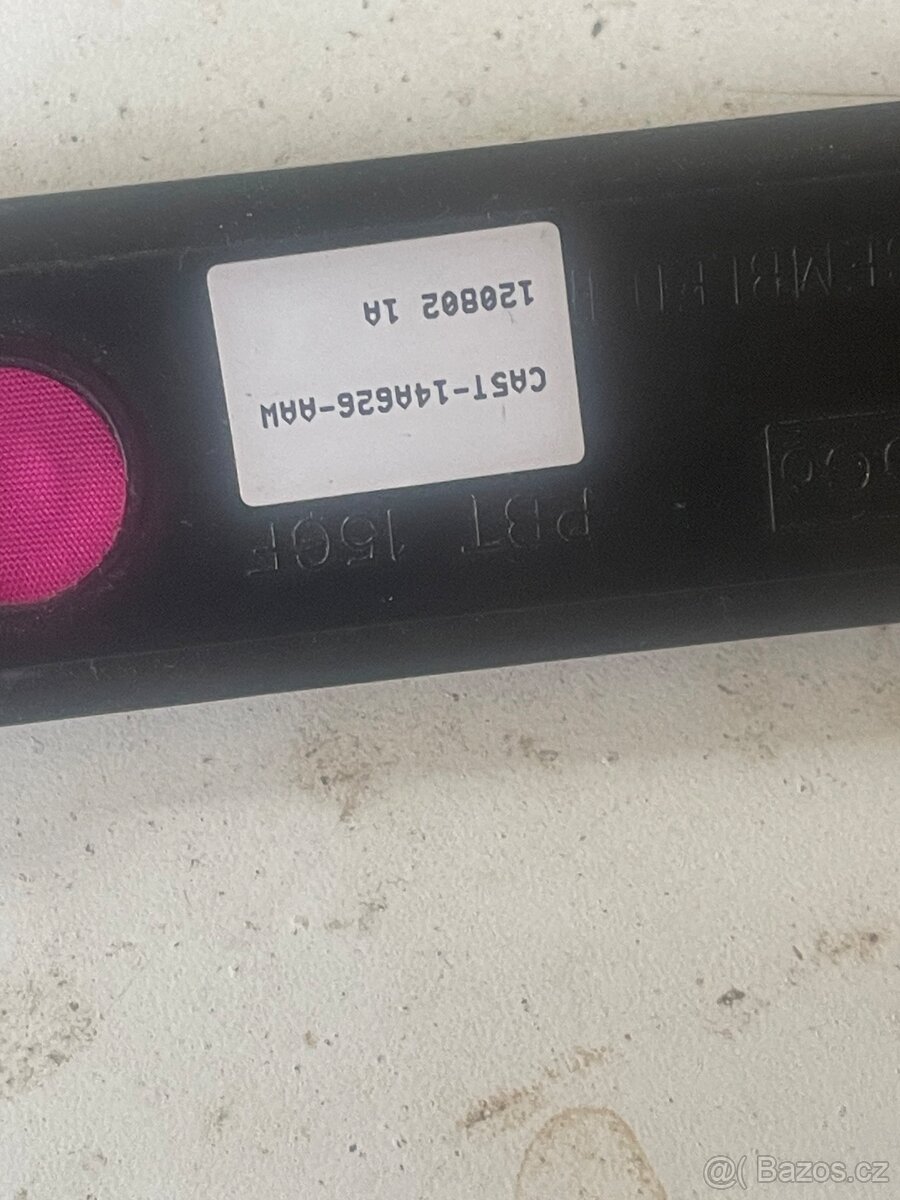 PBT 15GF
CA5T-14A626-AAW
120802 1A
@( Bazos.cz